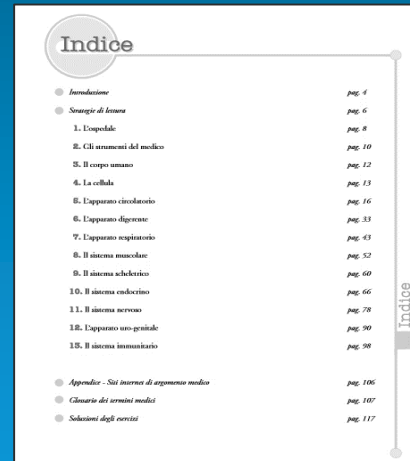 Indice
Introduzione pag. 4
Strategie di lettura pag. 6
1. L'ospedale pag. 8
2. Gli strumenti del medico pag. 10
3. Il corpo umano pag. 12
4. La cellula pag. 13
5. L'apparato circolatorio pag. 16
6. L'apparato digerente pag. 33
7. L'apparato respiratorio pag. 43
8. Il sistema muscolare pag. 52
9. Il sistema scheletrico pag. 60
10. Il sistema endocrino pag. 66
11. Il sistema nervoso pag. 78
12. L'apparato uro-genitale pag. 90
13. Il sistema immunitario pag. 98
Appendice - Siti internet di argomento medico pag. 106
Glossario dei termini medici pag. 107
Soluzioni degli esercizi pag. 117
Indice